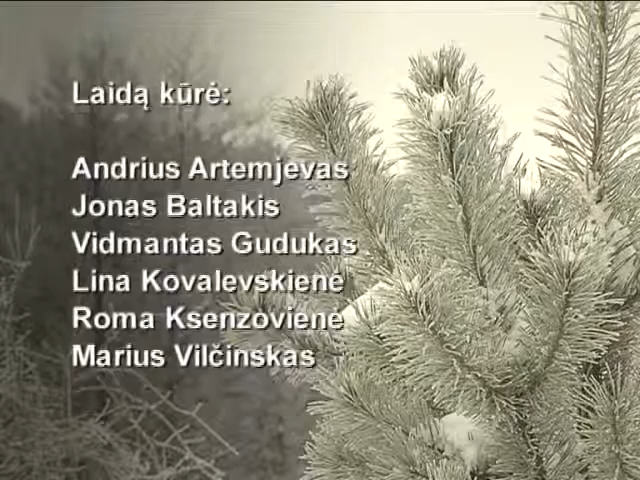 Laidą kūrė:
Andrius Artemjevas
Jonas Baltakis
Vidmantas Gudukas
Lina Kovalevskienė
Roma Ksenzovienė
Marius Vilčinskas